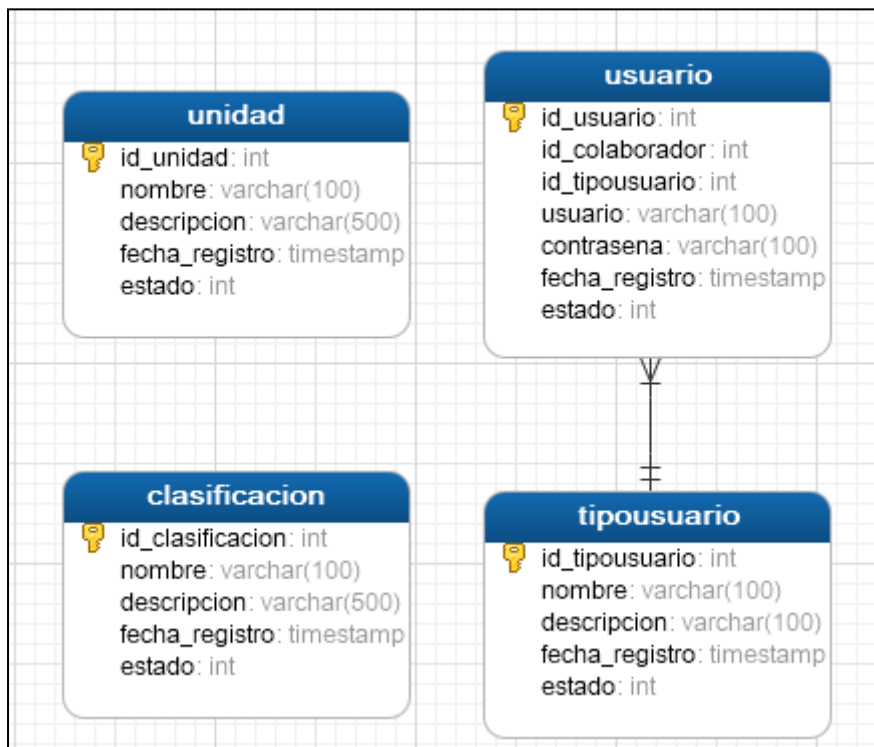 unidad
id_unidad: int
nombre: varchar(100)
descripcion: varchar(500)
fecha_registro: timestamp
estado: int
usuario
id_usuario: int
id_colaborador: int
id_tipousuario: int
usuario: varchar(100)
contrasena: varchar(100)
fecha_registro: timestamp
estado: int
clasificacion
id_clasificacion: int
nombre: varchar(100)
descripcion: varchar(500)
fecha_registro: timestamp
estado: int
tipousuario
id_tipousuario: int
nombre: varchar(100)
descripcion: varchar(100)
fecha_registro: timestamp
estado: int